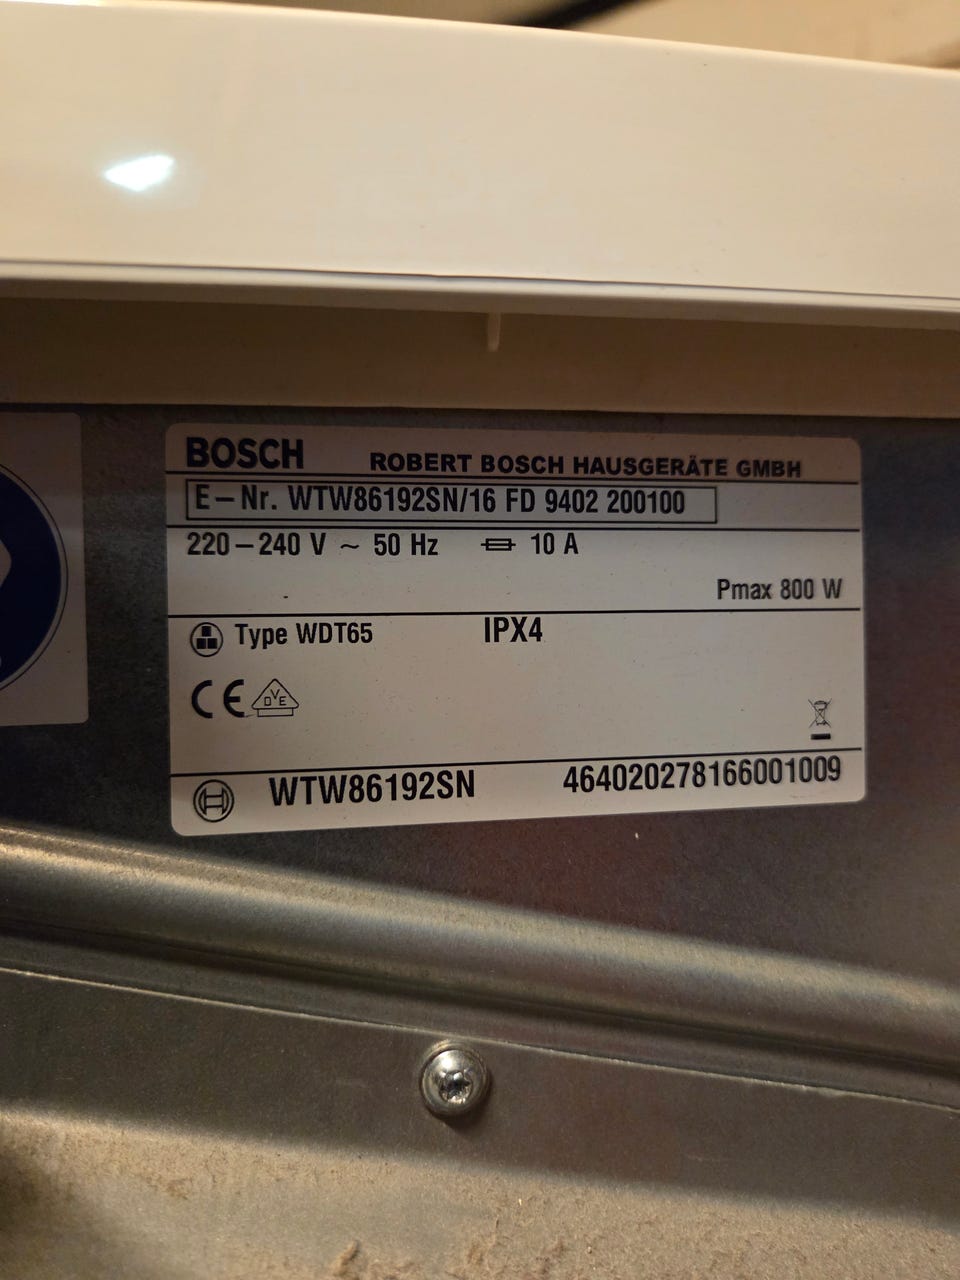 BOSCH ROBERT BOSCH HAUSGERÄTE GMBH
E-Nr. WTW86192SN/16 FD 9402 200100
220-240 V ~ 50 Hz 10 A
Pmax 800 W
Type WDT65 IPX4
CE DVE
WTW86192SN 464020278166001009